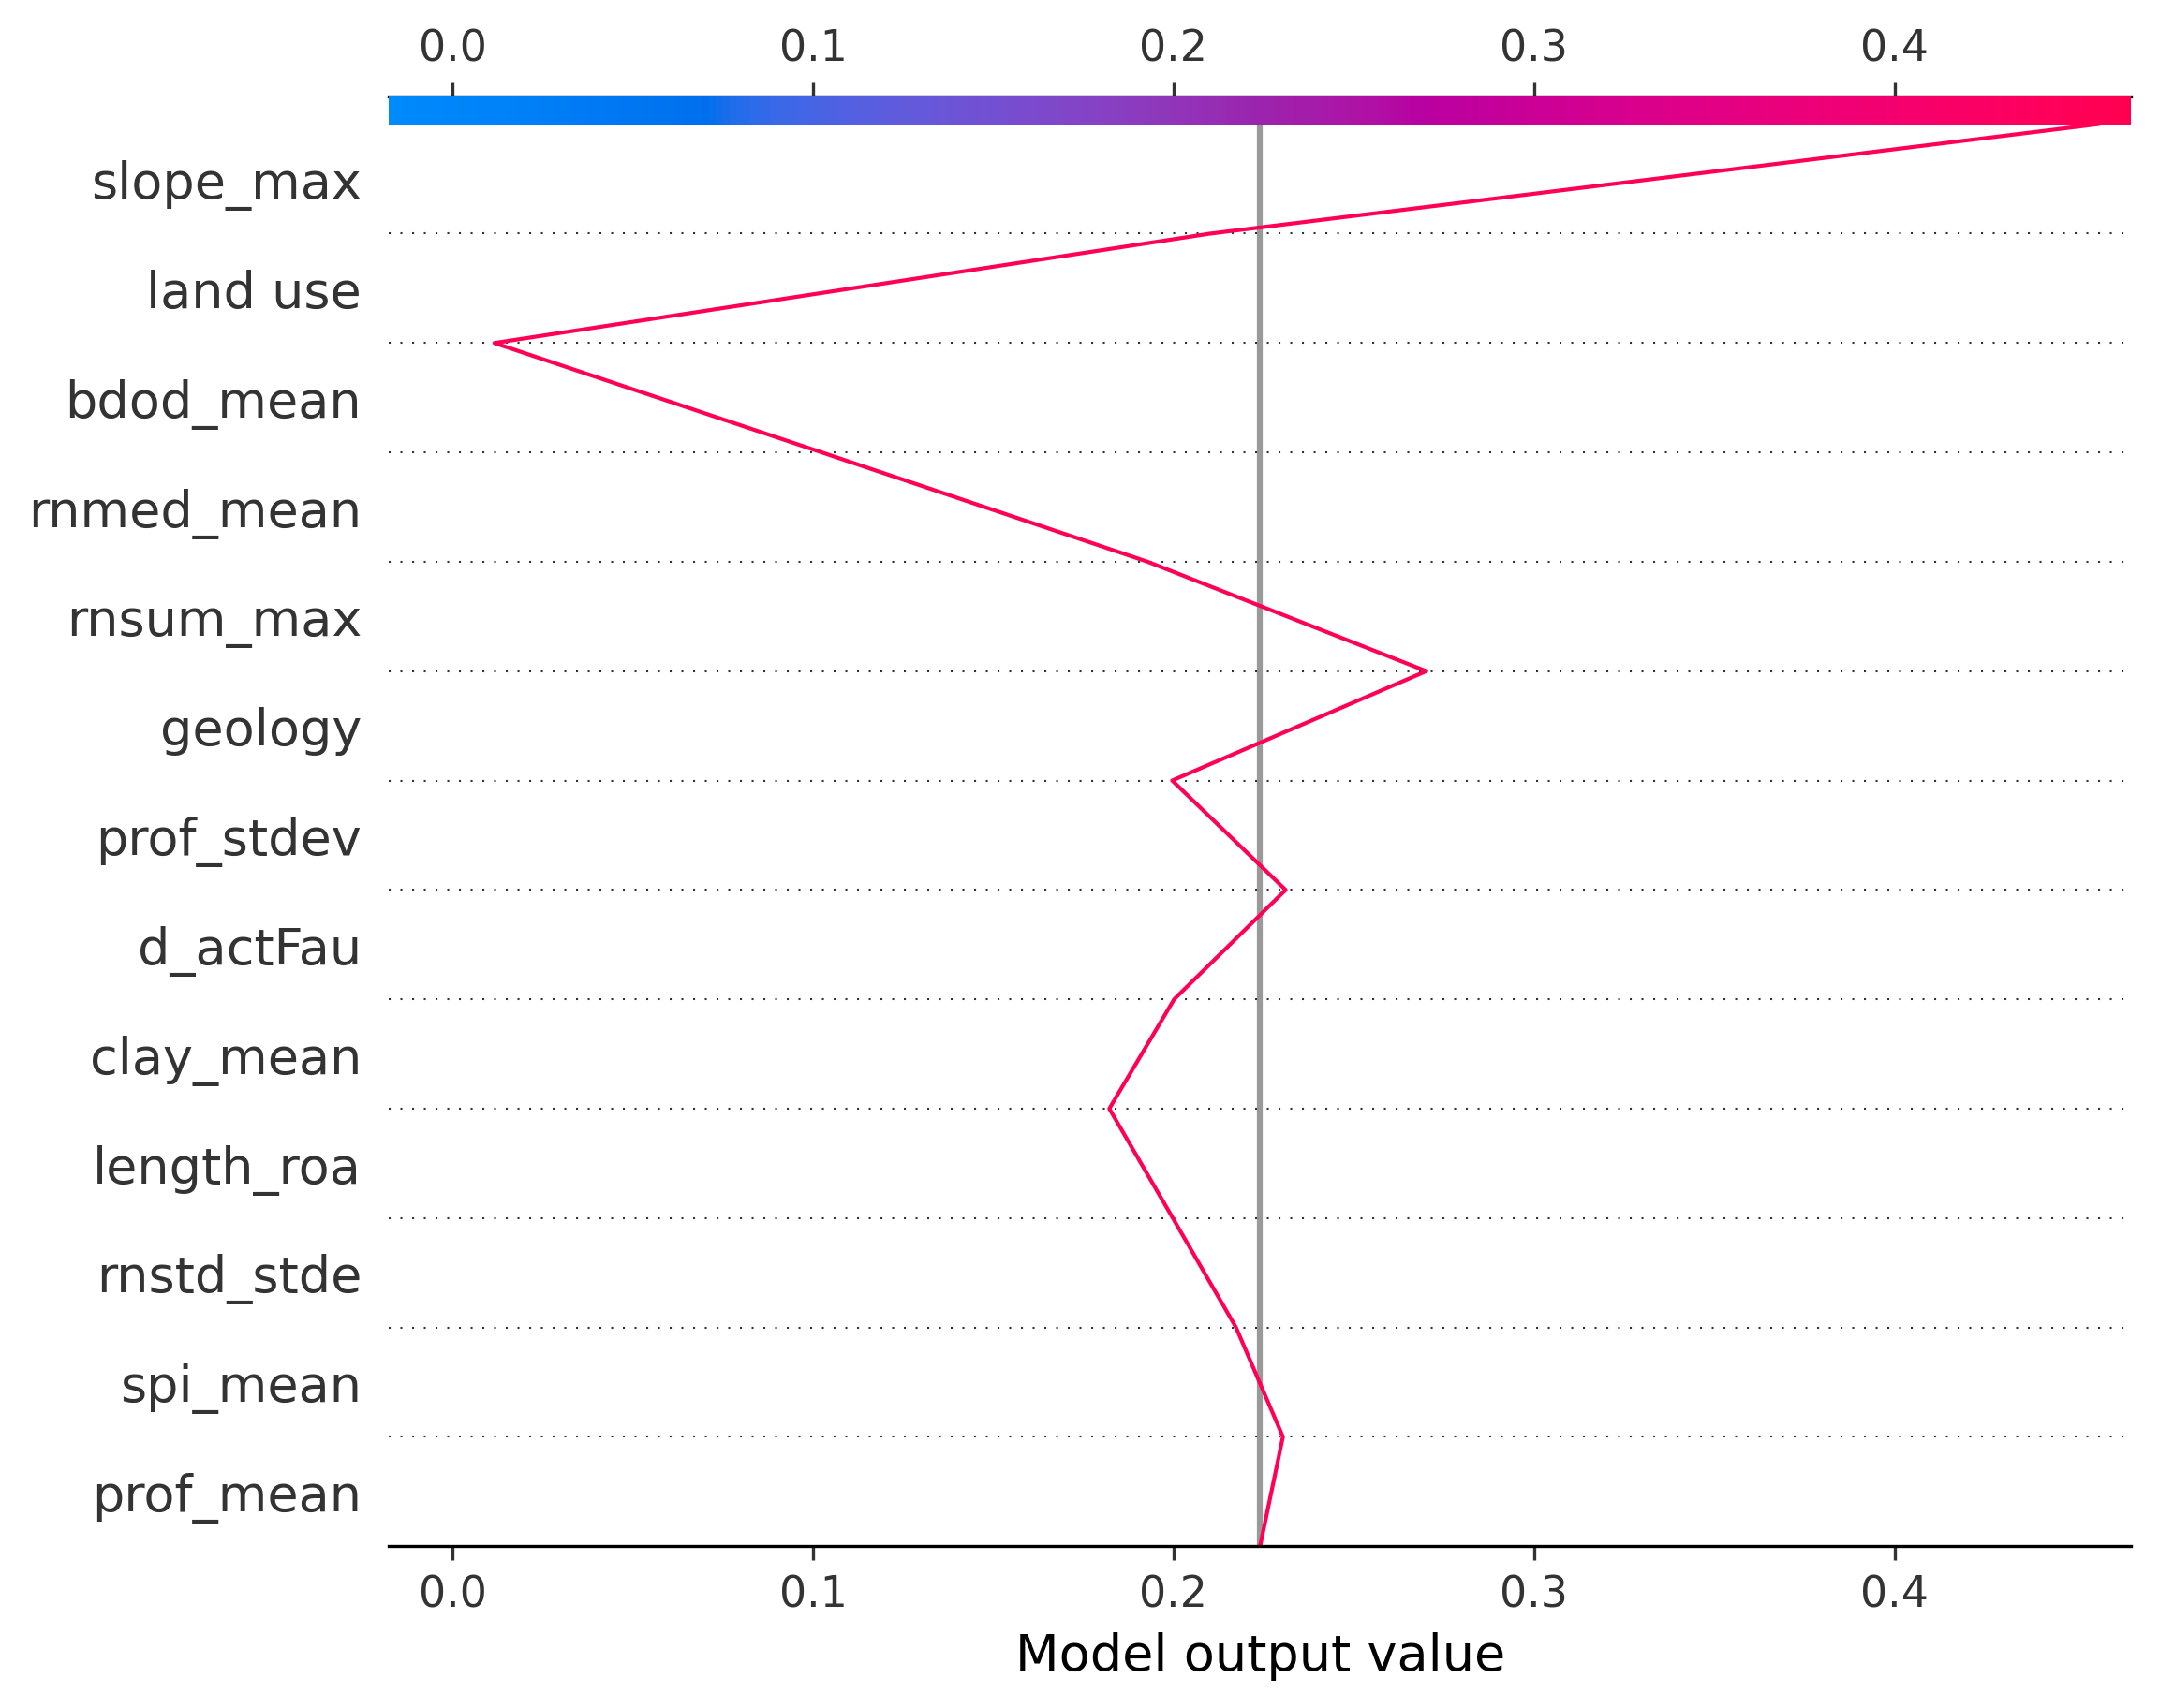 0.0 0.1 0.2 0.3 0.4
slope_max
land use
bdod_mean
rnmed_mean
rnsum_max
geology
prof_stdev
d_actFau
clay_mean
length_roa
rnstd_stde
spi_mean
prof_mean
0.0 0.1 0.2 0.3 0.4
Model output value